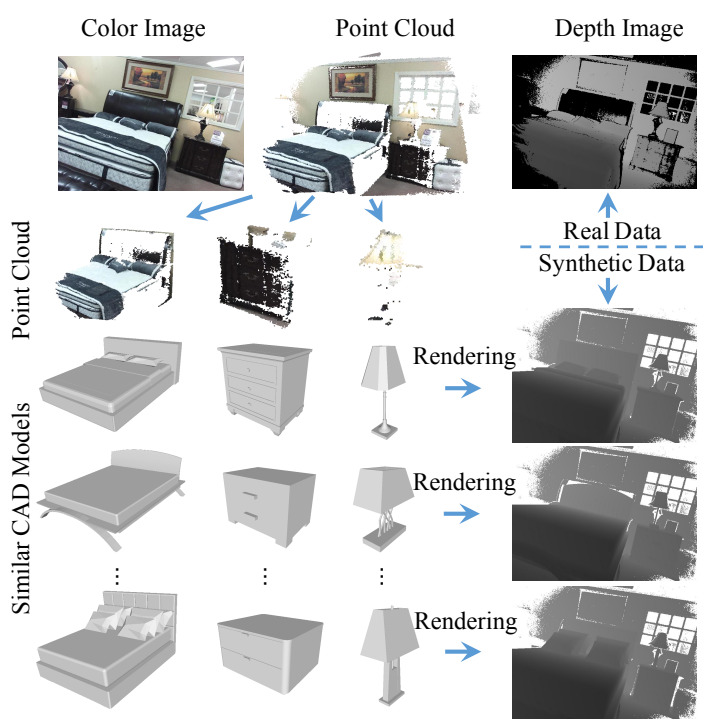 Color Image
Point Cloud
Depth Image
Real Data
Synthetic Data
Point Cloud
Rendering
Similar CAD Models
Rendering
Rendering